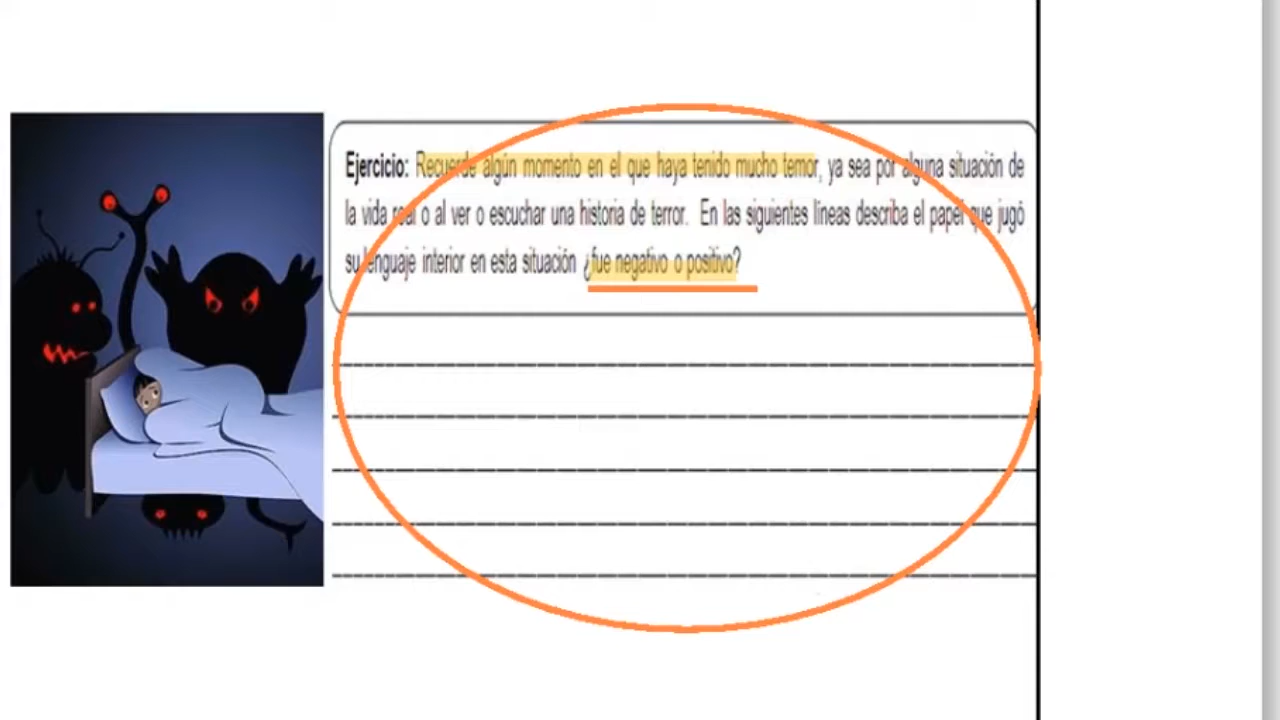 Ejercicio: Recuerde algún momento en el que haya tenido mucho temor, ya sea por alguna situación de
la vida real o al ver o escuchar una historia de terror. En las siguientes líneas describa el papel que jugó
su lenguaje interior en esta situación ¿fue negativo o positivo?